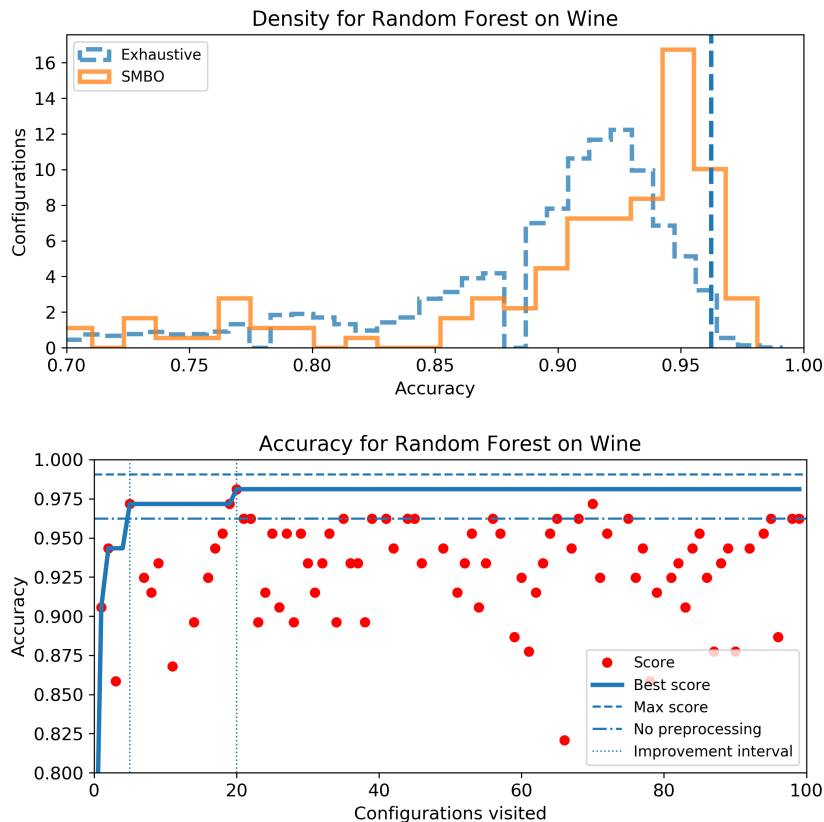 Density for Random Forest on Wine
Exhaustive
SMBO
16
14
12
10
8
6
4
2
0
Configurations
0.70 0.75 0.80 0.85 0.90 0.95 1.00
Accuracy
Accuracy for Random Forest on Wine
1.000
0.975
0.950
0.925
0.900
0.875
0.850
0.825
0.800
Accuracy
Score
Best score
Max score
No preprocessing
Improvement interval
0 20 40 60 80 100
Configurations visited